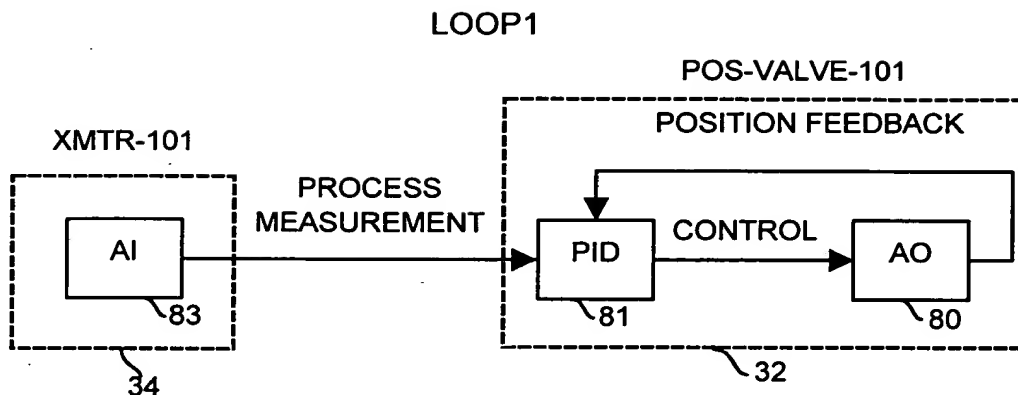 LOOP1
POS-VALVE-101
POSITION FEEDBACK
XMTR-101
PROCESS
MEASUREMENT
AI
PID
CONTROL
AO
83
81
80
34
32